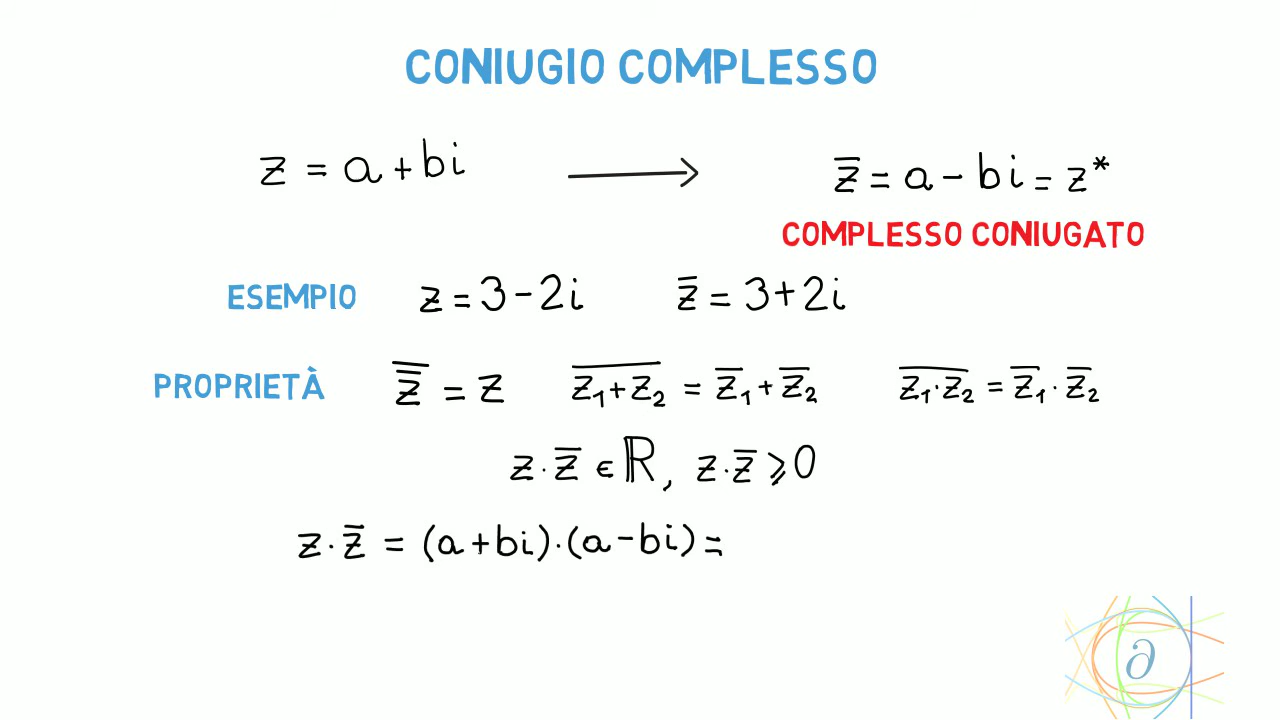 CONIUGIO COMPLESSO
z = a + bi ⟶ z̅ = a - bi = z*
COMPLESSO CONIUGATO
ESEMPIO z = 3 - 2i z̅ = 3 + 2i
PROPRIETÀ z̿ = z z₁+z₂̅ = z̅₁ + z̅₂ z₁·z₂̅ = z̅₁ · z̅₂
z · z̅ ∈ ℝ, z · z̅ ⩾ 0
z · z̅ = (a + bi) · (a - bi) =
∂